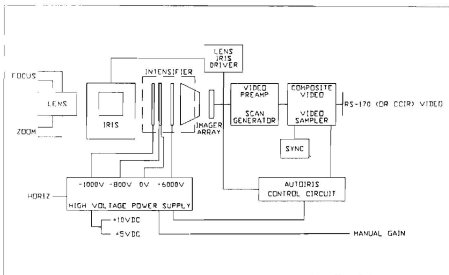 LENS
IRIS
DRIVER
INTENSIFIER
FOCUS
LENS
ZOOM
IRIS
IMAGER
ARRAY
VIDEO
PREAMP
SCAN
GENERATOR
COMPOSITE
VIDEO
VIDEO
SAMPLER
RS-170 (OR CCIR) VIDEO
SYNC
-1000V -800V 0V +6000V
HORIZ
HIGH VOLTAGE POWER SUPPLY
AUTOIRIS
CONTROL CIRCUIT
+10VDC
+5VDC
MANUAL GAIN